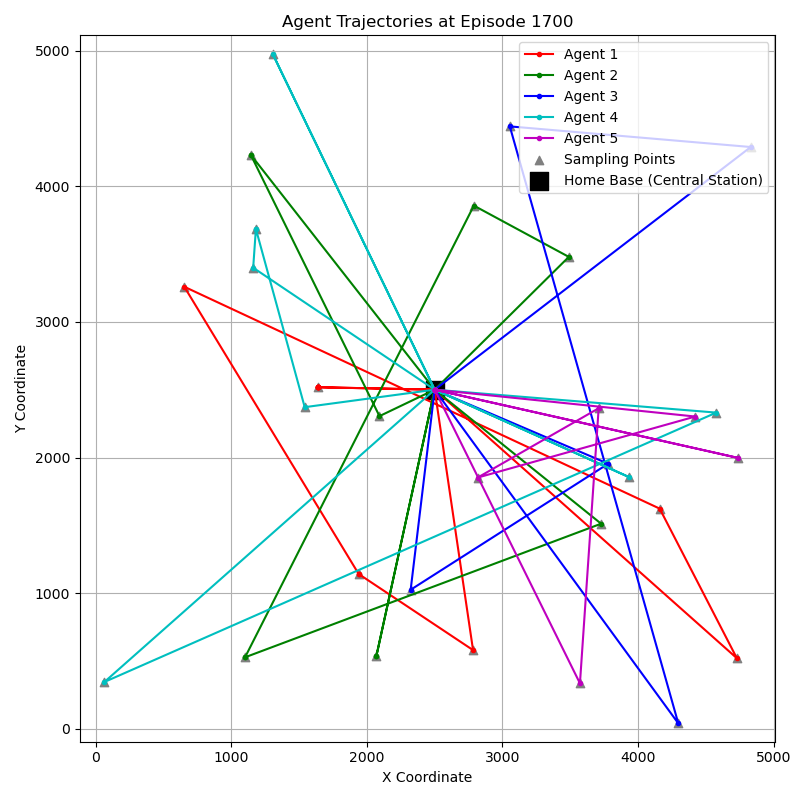 Agent Trajectories at Episode 1700
Agent 1
Agent 2
Agent 3
Agent 4
Agent 5
Sampling Points
Home Base (Central Station)
Y Coordinate
5000
4000
3000
2000
1000
0
0 1000 2000 3000 4000 5000
X Coordinate